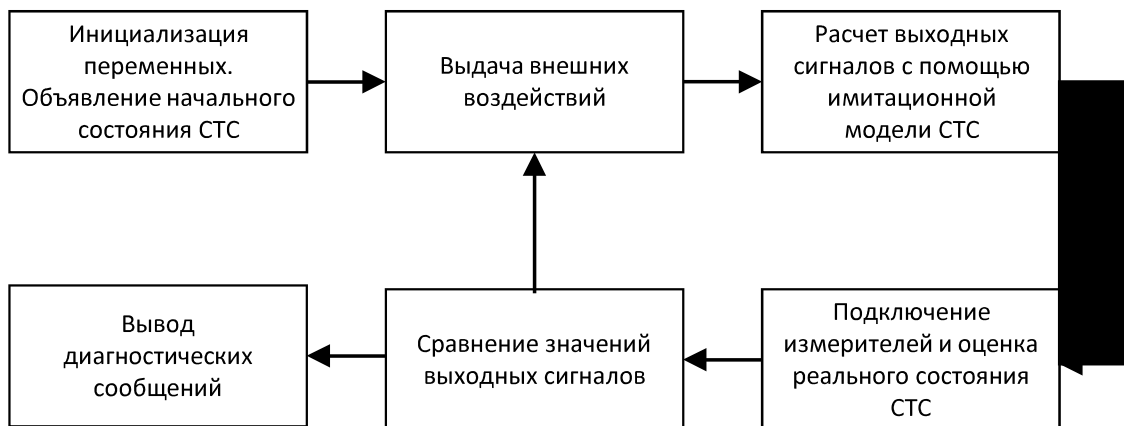 Инициализация
переменных.
Объявление начального
состояния СТС
Выдача внешних
воздействий
Расчет выходных
сигналов с помощью
имитационной
модели СТС
Вывод
диагностических
сообщений
Сравнение значений
выходных сигналов
Подключение
измерителей и оценка
реального состояния
СТС